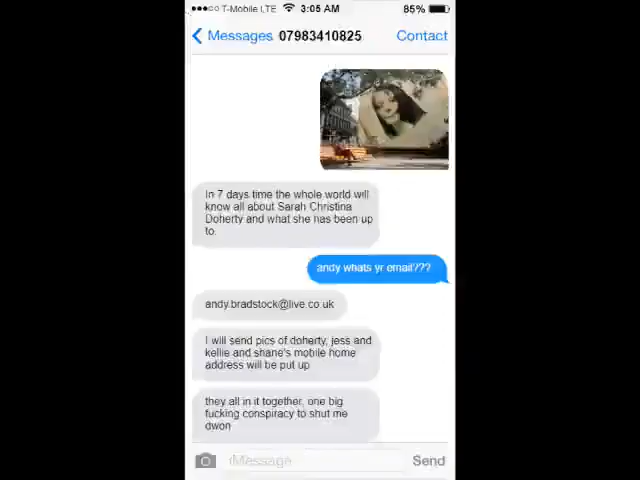 T-Mobile LTE 3:05 AM 85%
Messages 07983410825 Contact
In 7 days time the whole world will
know all about Sarah Christina
Doherty and what she has been up
to.
andy whats yr email???
andy.bradstock@live.co.uk
I will send pics of doherty, jess and
kellie and shane's mobile home
address will be put up
they all in it together, one big
fucking conspiracy to shut me
dwon
iMessage Send